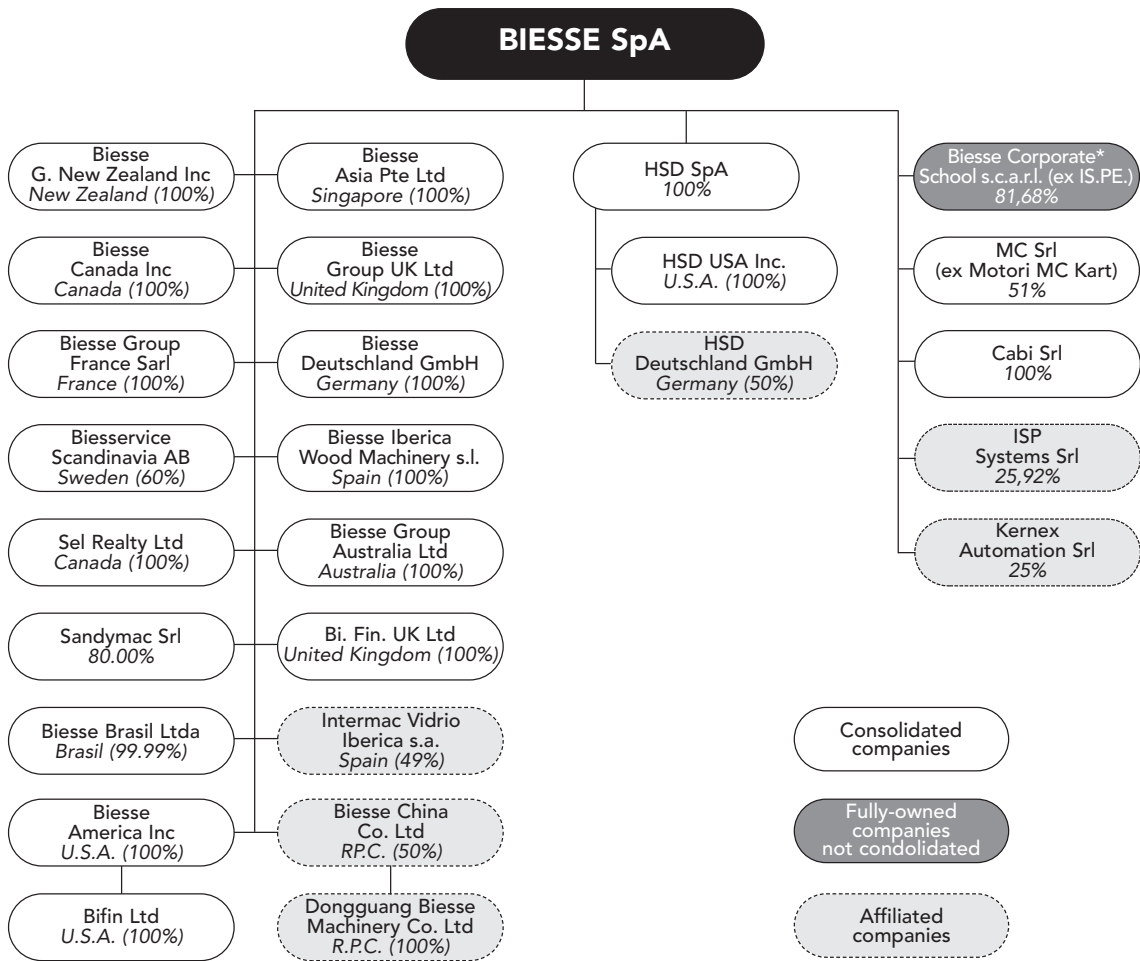 BIESSE SpA
Biesse
G. New Zealand Inc
New Zealand (100%)
Biesse
Asia Pte Ltd
Singapore (100%)
HSD SpA
100%
Biesse Corporate*
School s.c.a.r.l. (ex IS.PE.)
81,68%
Biesse
Canada Inc
Canada (100%)
Biesse
Group UK Ltd
United Kingdom (100%)
HSD USA Inc.
U.S.A. (100%)
MC Srl
(ex Motori MC Kart)
51%
Biesse Group
France Sarl
France (100%)
Biesse
Deutschland GmbH
Germany (100%)
HSD
Deutschland GmbH
Germany (50%)
Cabi Srl
100%
Biesservice
Scandinavia AB
Sweden (60%)
Biesse Iberica
Wood Machinery s.l.
Spain (100%)
ISP
Systems Srl
25,92%
Sel Realty Ltd
Canada (100%)
Biesse Group
Australia Ltd
Australia (100%)
Kernex
Automation Srl
25%
Sandymac Srl
80.00%
Bi. Fin. UK Ltd
United Kingdom (100%)
Biesse Brasil Ltda
Brasil (99.99%)
Intermac Vidrio
Iberica s.a.
Spain (49%)
Consolidated
companies
Biesse
America Inc
U.S.A. (100%)
Biesse China
Co. Ltd
RP.C. (50%)
Fully-owned
companies
not condolidated
Bifin Ltd
U.S.A. (100%)
Dongguang Biesse
Machinery Co. Ltd
R.P.C. (100%)
Affiliated
companies